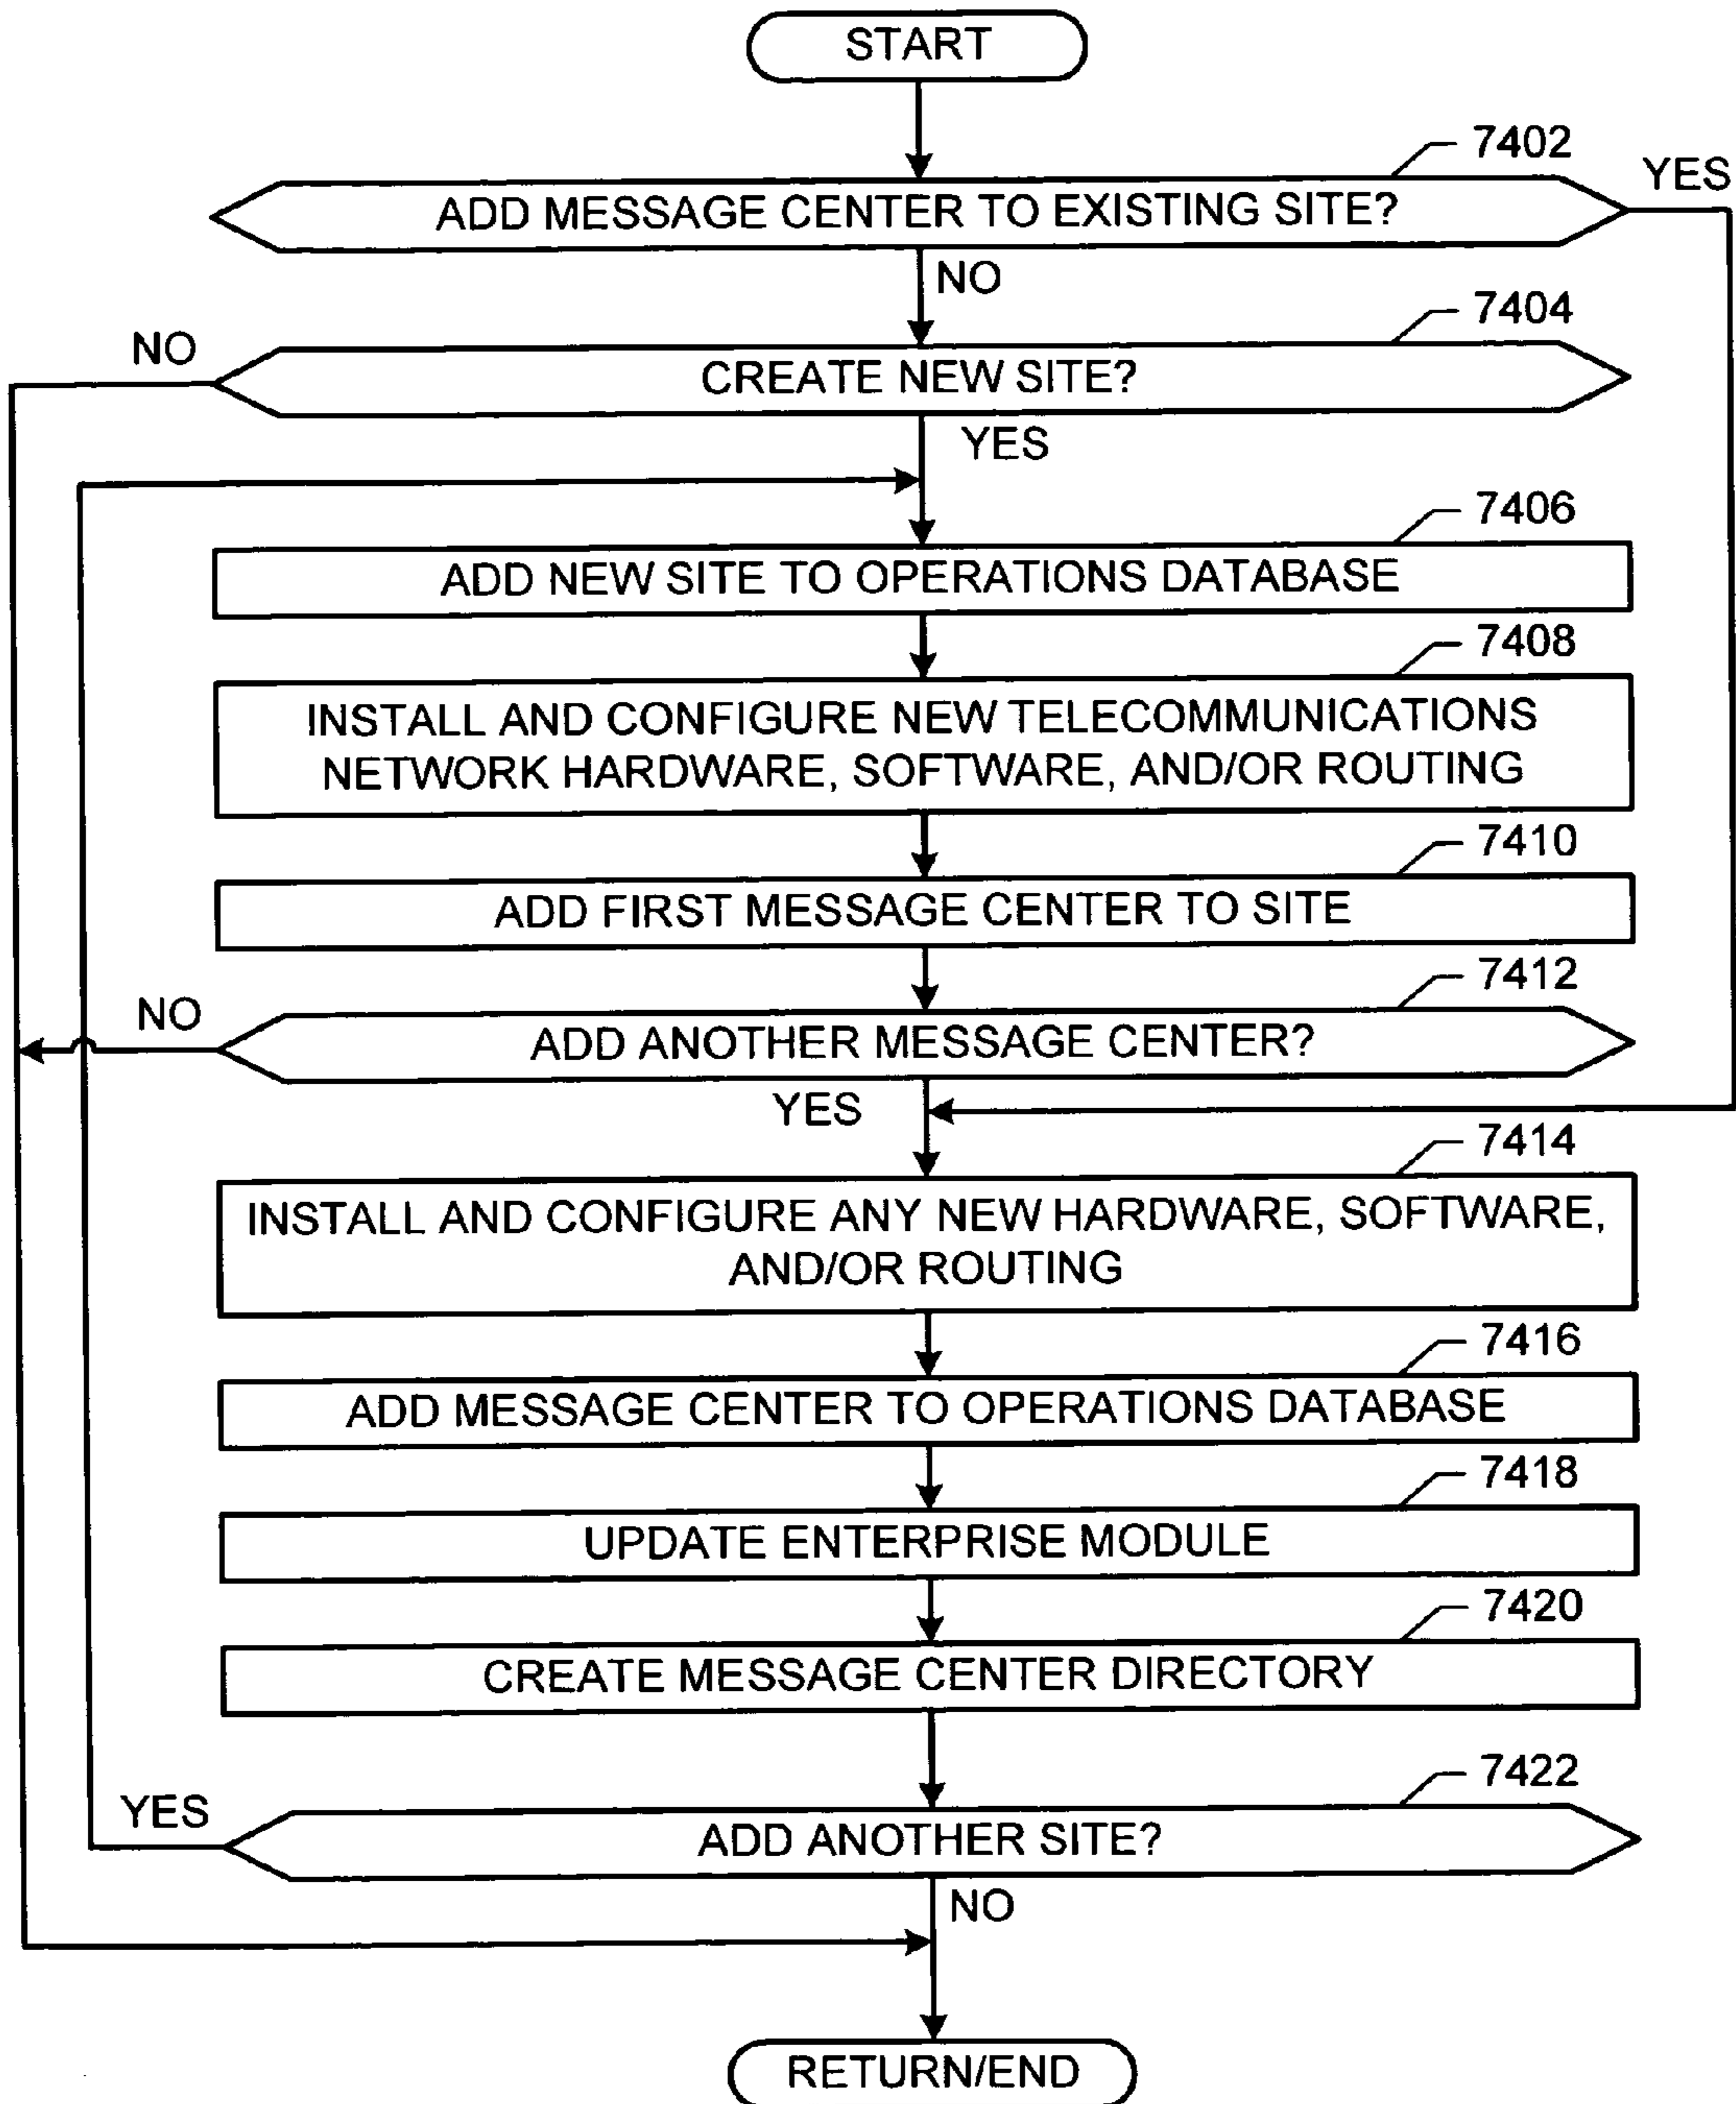 START
7402
YES
ADD MESSAGE CENTER TO EXISTING SITE?
NO
7404
NO
CREATE NEW SITE?
YES
7406
ADD NEW SITE TO OPERATIONS DATABASE
7408
INSTALL AND CONFIGURE NEW TELECOMMUNICATIONS
NETWORK HARDWARE, SOFTWARE, AND/OR ROUTING
7410
ADD FIRST MESSAGE CENTER TO SITE
7412
NO
ADD ANOTHER MESSAGE CENTER?
YES
7414
INSTALL AND CONFIGURE ANY NEW HARDWARE, SOFTWARE,
AND/OR ROUTING
7416
ADD MESSAGE CENTER TO OPERATIONS DATABASE
7418
UPDATE ENTERPRISE MODULE
7420
CREATE MESSAGE CENTER DIRECTORY
7422
YES
ADD ANOTHER SITE?
NO
RETURN/END